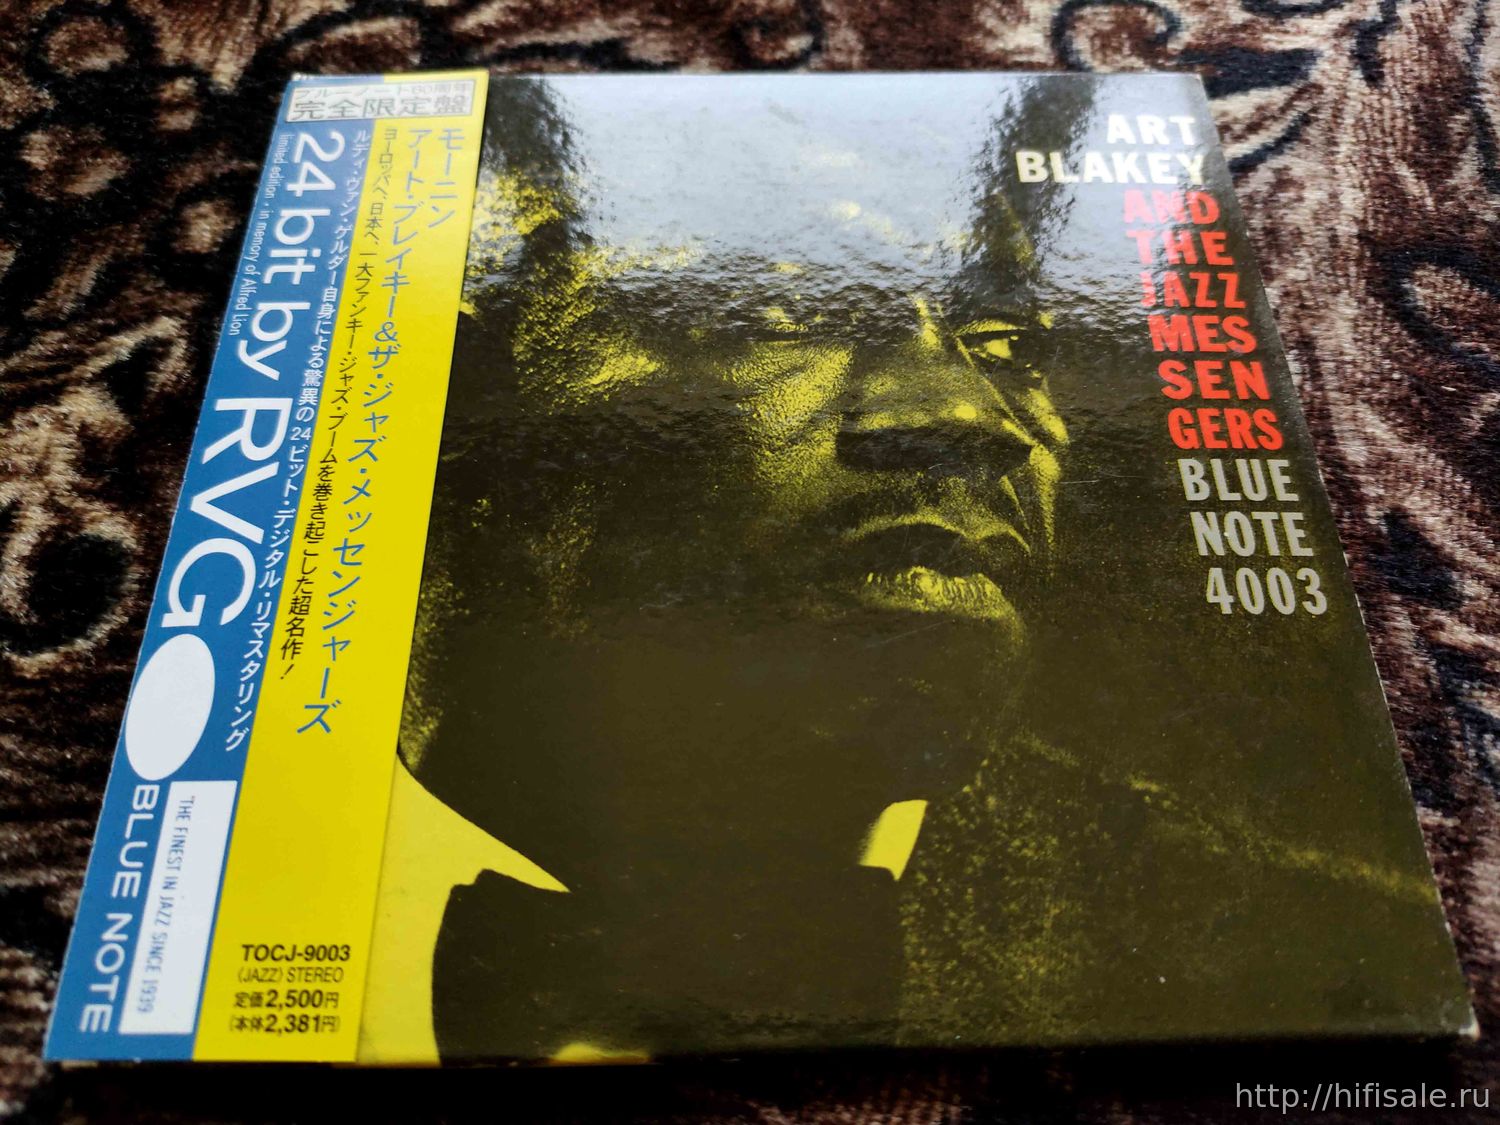 ブルーノート60周年
完全限定盤
24 bit by RVG
limited edition · in memory of Alfred Lion
BLUE NOTE
THE FINEST IN JAZZ SINCE 1939
モーニン
アート・ブレイキー&ザ・ジャズ・メッセンジャーズ
ヨーロッパへ、日本へ、一大ファンキー・ジャズ・ブームを巻き起こした超名作!
ルディ・ヴァン・ゲルダー自身による驚異の24ビット・デジタル・リマスタリング
TOCJ-9003
(JAZZ) STEREO
定価2,500円
(本体2,381円)
ART
BLAKEY
AND
THE
JAZZ
MES
SEN
GERS
BLUE
NOTE
4003
http://hifisale.ru